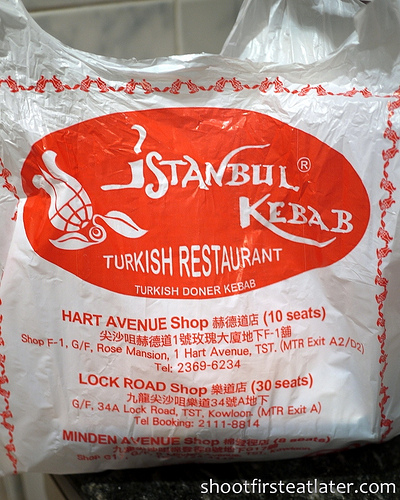 İSTANBUL ®
KEBAB
TURKISH RESTAURANT
TURKISH DONER KEBAB
HART AVENUE Shop 赫德道店 (10 seats)
尖沙咀赫德道1號玫瑰大廈地下F-1鋪
Shop F-1, G/F, Rose Mansion, 1 Hart Avenue, TST. (MTR Exit A2/D2)
Tel: 2369-6234
LOCK ROAD Shop 樂道店 (30 seats)
九龍尖沙咀樂道34號A地下
G/F, 34A Lock Road, TST, Kowloon. (MTR Exit A)
Tel Booking: 2111-8814
MINDEN AVENUE Shop seats)
shootfirsteatlater.com